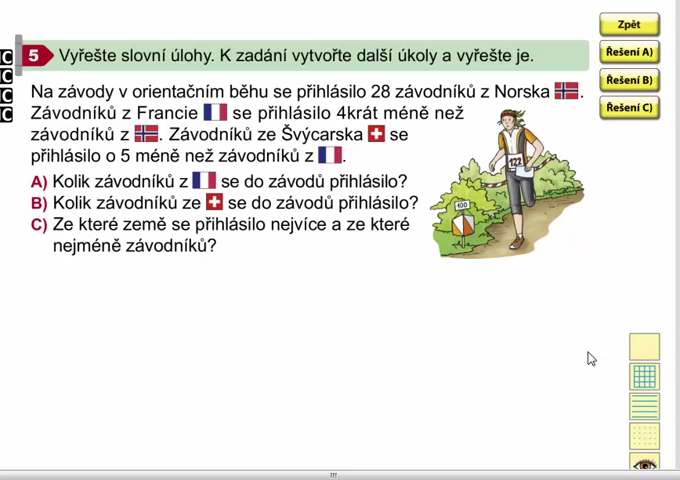 Zpět
5 Vyřešte slovní úlohy. K zadání vytvořte další úkoly a vyřešte je.
Řešení A)
Řešení B)
Řešení C)
Na závody v orientačním běhu se přihlásilo 28 závodníků z Norska .
Závodníků z Francie se přihlásilo 4krát méně než
závodníků z . Závodníků ze Švýcarska se
přihlásilo o 5 méně než závodníků z .
A) Kolik závodníků z se do závodů přihlásilo?
B) Kolik závodníků ze se do závodů přihlásilo?
C) Ze které země se přihlásilo nejvíce a ze které
nejméně závodníků?
122
100
C
C
C
C